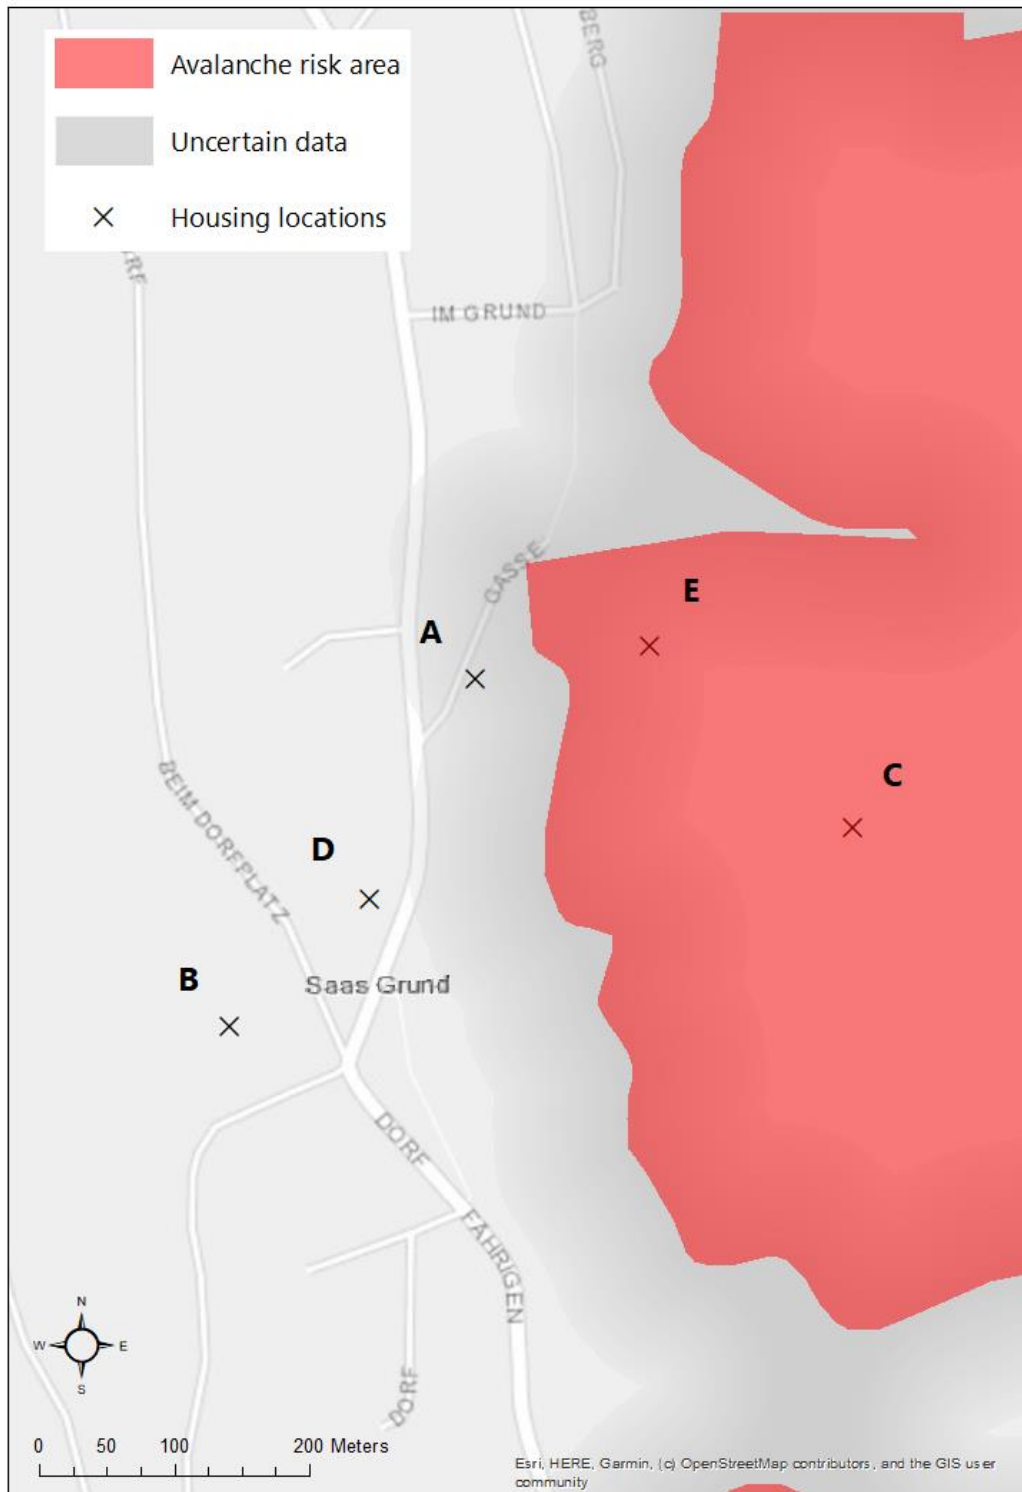 Avalanche risk area
Uncertain data
Housing locations
BERG
IM GRUND
GASSE
E
A
C
BEIM DORFPLATZ
D
B
Saas Grund
DORF
FAHRIGEN
DORF
N
W E
S
0 50 100 200 Meters
Esri, HERE, Garmin, (c) OpenStreetMap contributors, and the GIS user
community